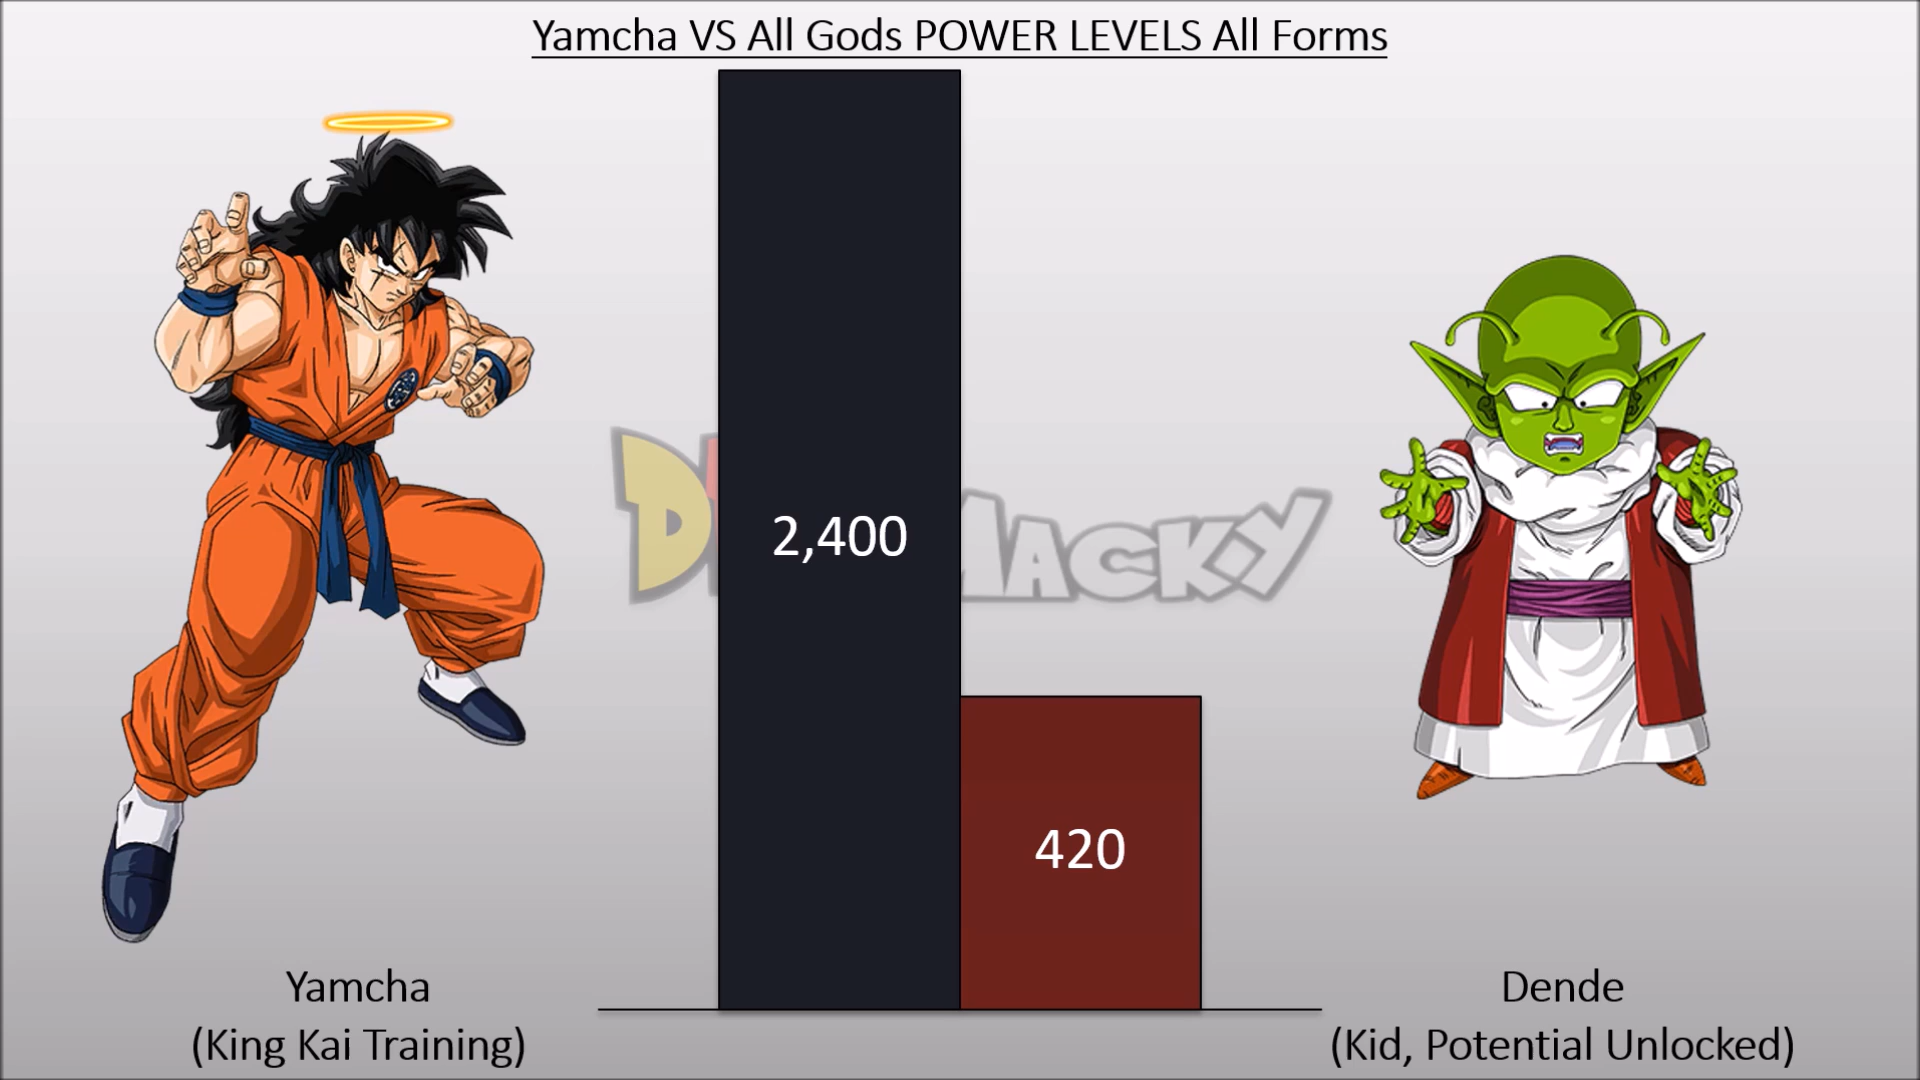 Yamcha VS All Gods POWER LEVELS All Forms
2,400
MACKY
420
Yamcha
(King Kai Training)
Dende
(Kid, Potential Unlocked)